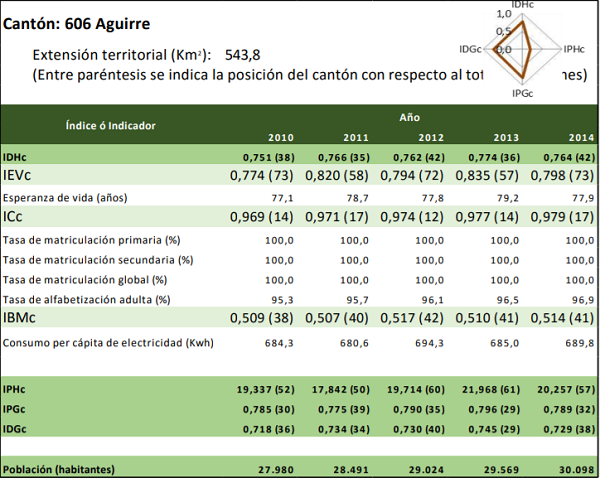 IDHc
1,0
Cantón: 606 Aguirre
0,5
IDGc 0,0 IPHc
Extensión territorial (Km²): 543,8
(Entre paréntesis se indica la posición del cantón con respecto al tot nes)
IPGc
Índice ó Indicador Año
2010 2011 2012 2013 2014
IDHc 0,751 (38) 0,766 (35) 0,762 (42) 0,774 (36) 0,764 (42)
IEVc 0,774 (73) 0,820 (58) 0,794 (72) 0,835 (57) 0,798 (73)
Esperanza de vida (años) 77,1 78,7 77,8 79,2 77,9
ICc 0,969 (14) 0,971 (17) 0,974 (12) 0,977 (14) 0,979 (17)
Tasa de matriculación primaria (%) 100,0 100,0 100,0 100,0 100,0
Tasa de matriculación secundaria (%) 100,0 100,0 100,0 100,0 100,0
Tasa de matriculación global (%) 100,0 100,0 100,0 100,0 100,0
Tasa de alfabetización adulta (%) 95,3 95,7 96,1 96,5 96,9
IBMc 0,509 (38) 0,507 (40) 0,517 (42) 0,510 (41) 0,514 (41)
Consumo per cápita de electricidad (Kwh) 684,3 680,6 694,3 685,0 689,8
IPHc 19,337 (52) 17,842 (50) 19,714 (60) 21,968 (61) 20,257 (57)
IPGc 0,785 (30) 0,775 (39) 0,790 (35) 0,796 (29) 0,789 (32)
IDGc 0,718 (36) 0,734 (34) 0,730 (40) 0,745 (29) 0,729 (38)
Población (habitantes) 27.980 28.491 29.024 29.569 30.098